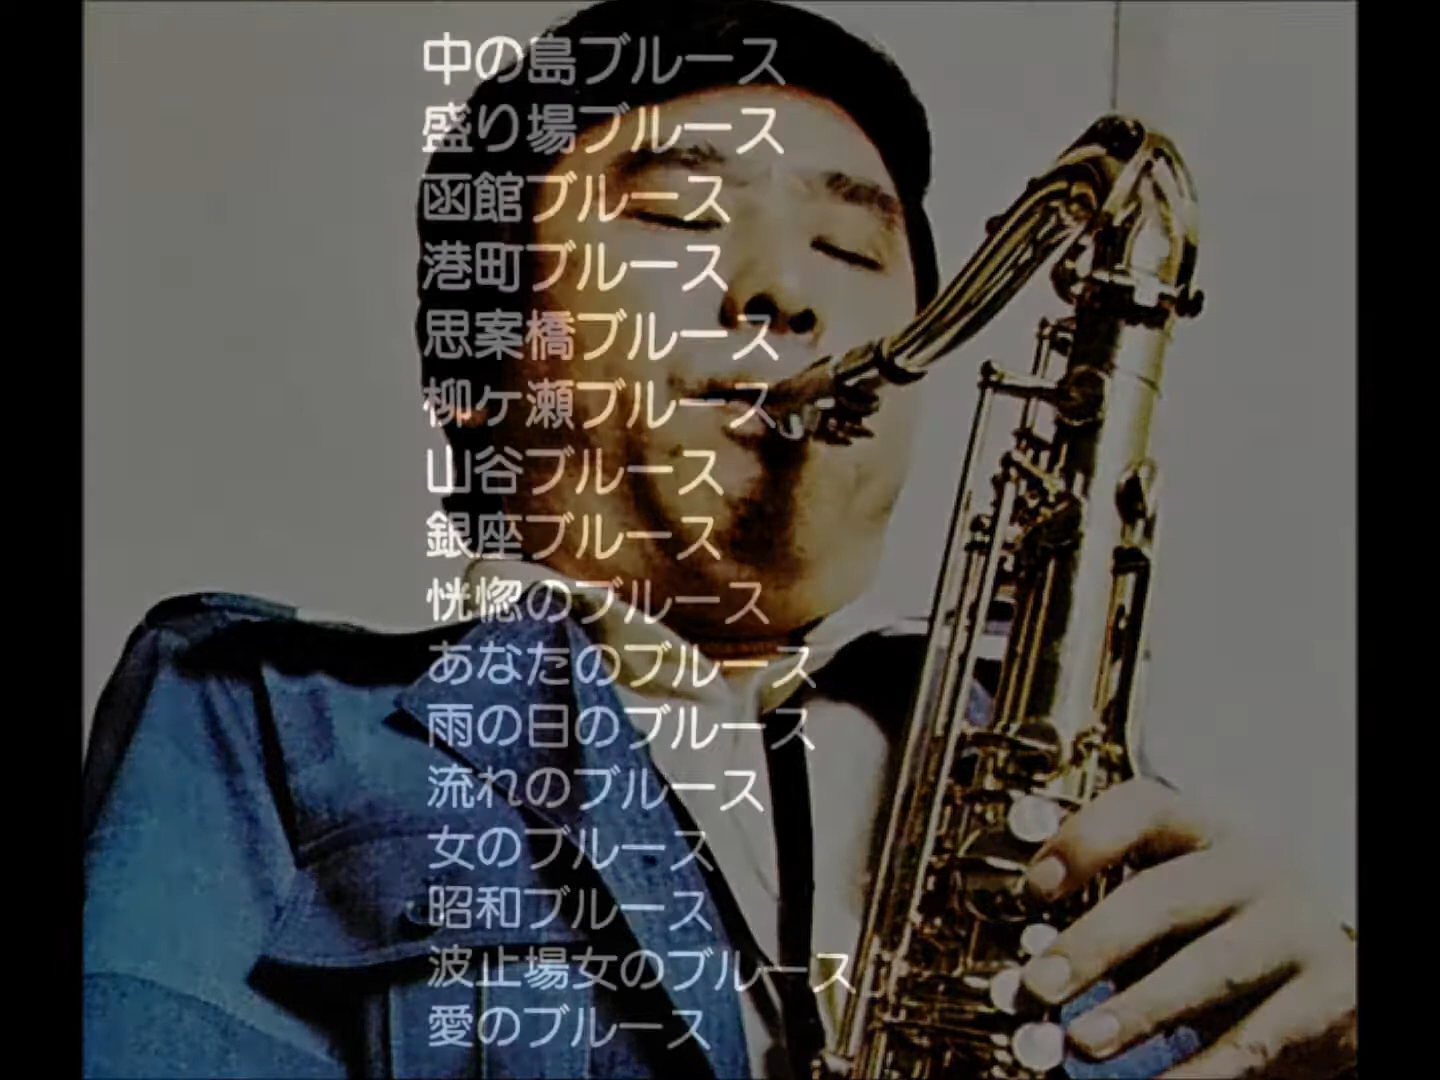 中の島ブルース
盛り場ブルース
函館ブルース
港町ブルース
思案橋ブルース
柳ヶ瀬ブルース
山谷ブルース
銀座ブルース
恍惚のブルース
あなたのブルース
雨の日のブルース
流れのブルース
女のブルース
昭和ブルース
波止場女のブルース
愛のブルース